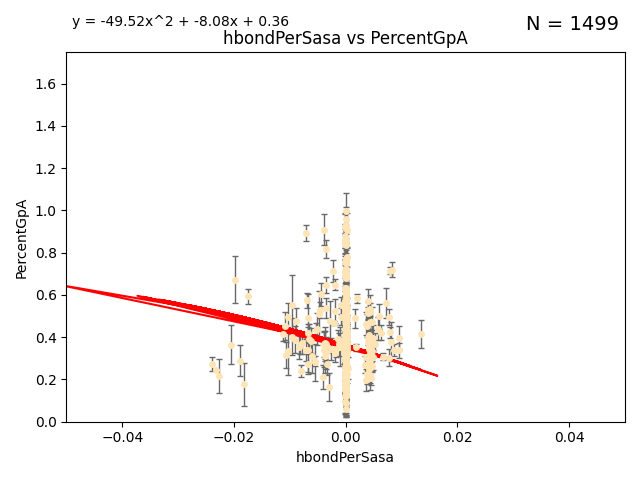 y = -49.52x^2 + -8.08x + 0.36
N = 1499
hbondPerSasa vs PercentGpA
PercentGpA
1.6
1.4
1.2
1.0
0.8
0.6
0.4
0.2
0.0
−0.04
−0.02
0.00
0.02
0.04
hbondPerSasa